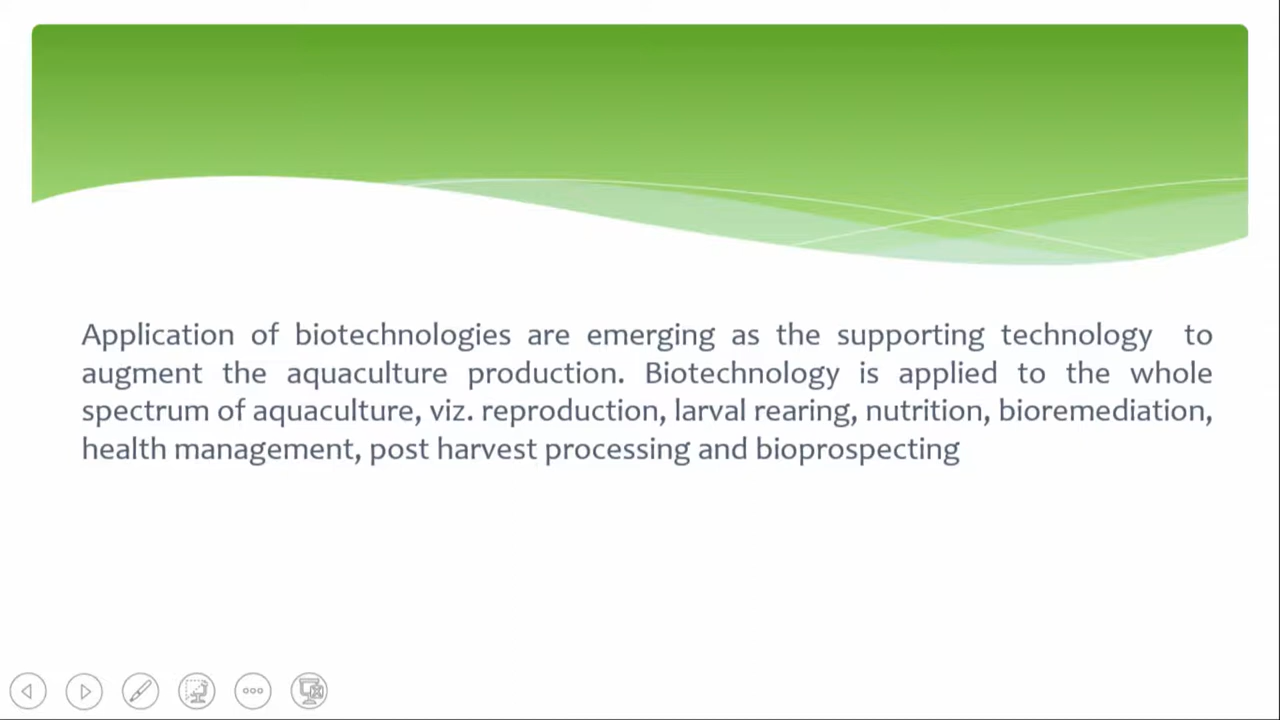 Application of biotechnologies are emerging as the supporting technology to
augment the aquaculture production. Biotechnology is applied to the whole
spectrum of aquaculture, viz. reproduction, larval rearing, nutrition, bioremediation,
health management, post harvest processing and bioprospecting